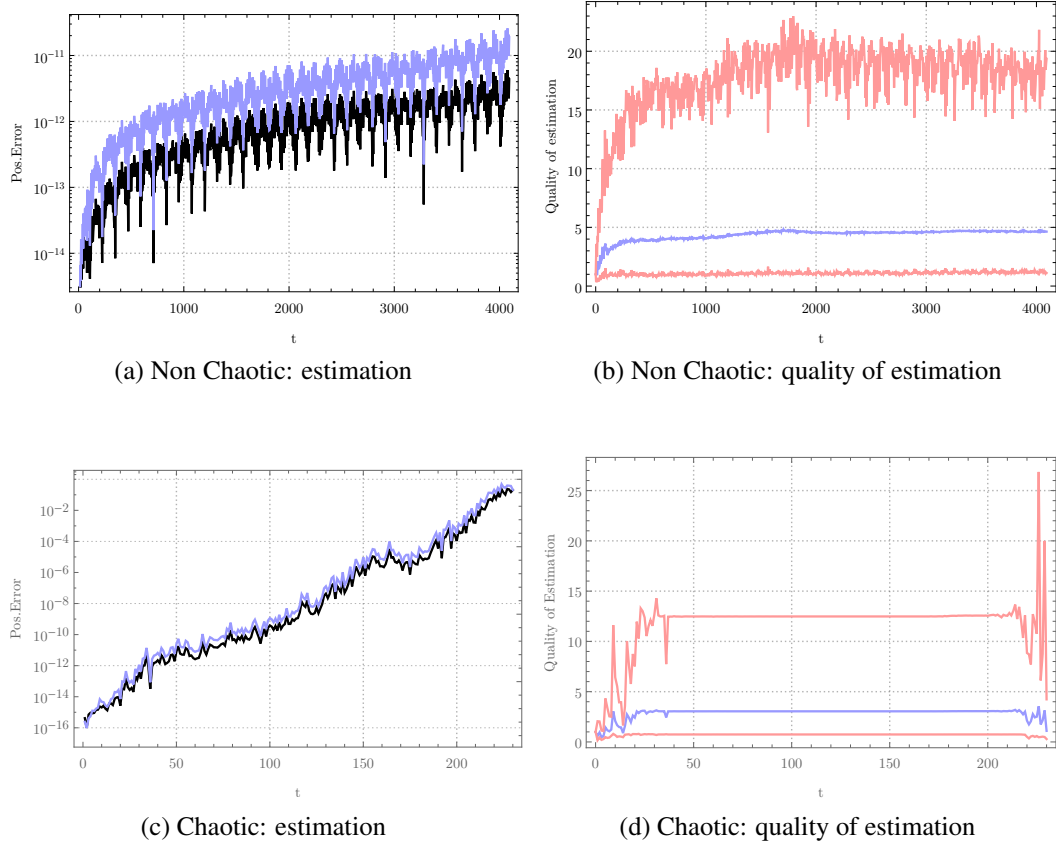 10⁻¹¹
10⁻¹²
10⁻¹³
10⁻¹⁴
Pos.Error
0 1000 2000 3000 4000
t
(a) Non Chaotic: estimation
20
15
10
5
0
Quality of estimation
0 1000 2000 3000 4000
t
(b) Non Chaotic: quality of estimation
10⁻²
10⁻⁴
10⁻⁶
10⁻⁸
10⁻¹⁰
10⁻¹²
10⁻¹⁴
10⁻¹⁶
Pos.Error
0 50 100 150 200
t
(c) Chaotic: estimation
25
20
15
10
5
0
Quality of Estimation
0 50 100 150 200
t
(d) Chaotic: quality of estimation